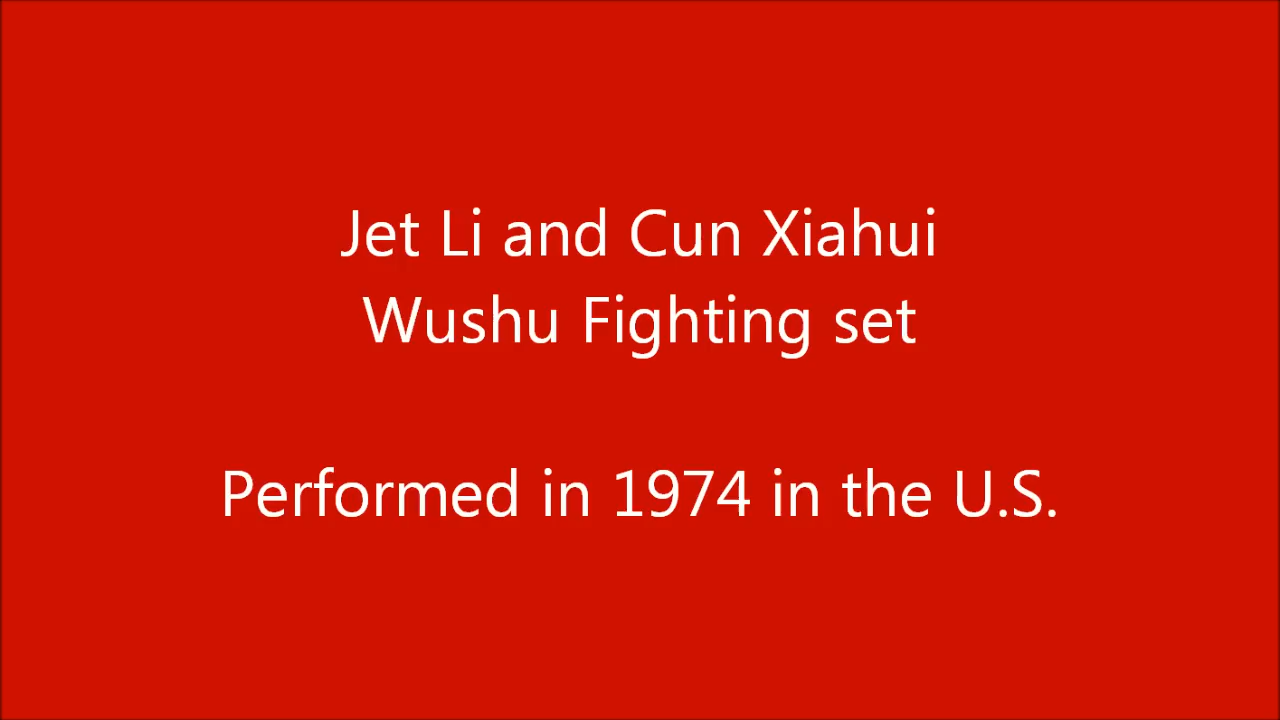 Jet Li and Cun Xiahui
Wushu Fighting set
Performed in 1974 in the U.S.